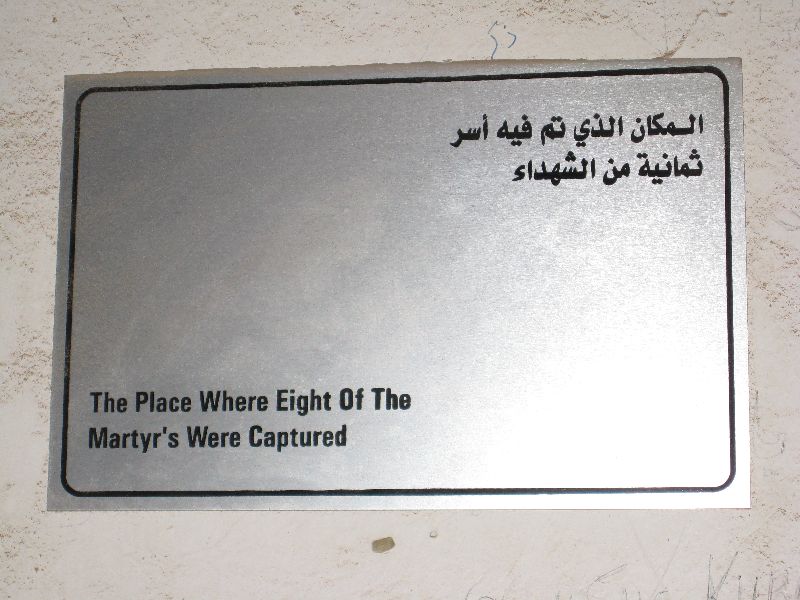 المكان الذي تم فيه أسر
ثمانية من الشهداء
The Place Where Eight Of The
Martyr's Were Captured